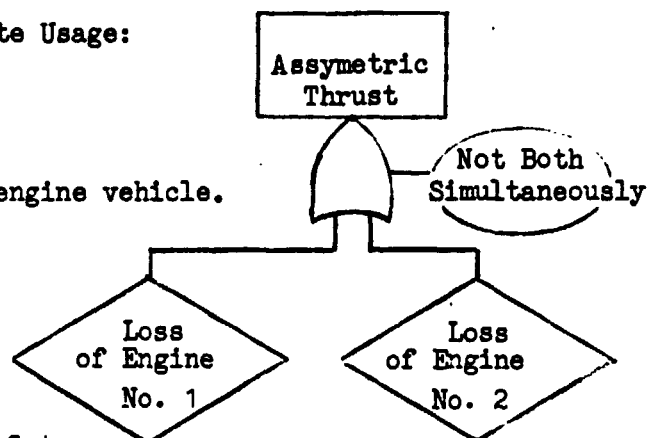 te Usage:
Assymetric
Thrust
Not Both
Simultaneously
engine vehicle.
Loss
of Engine
No. 1
Loss
of Engine
No. 2